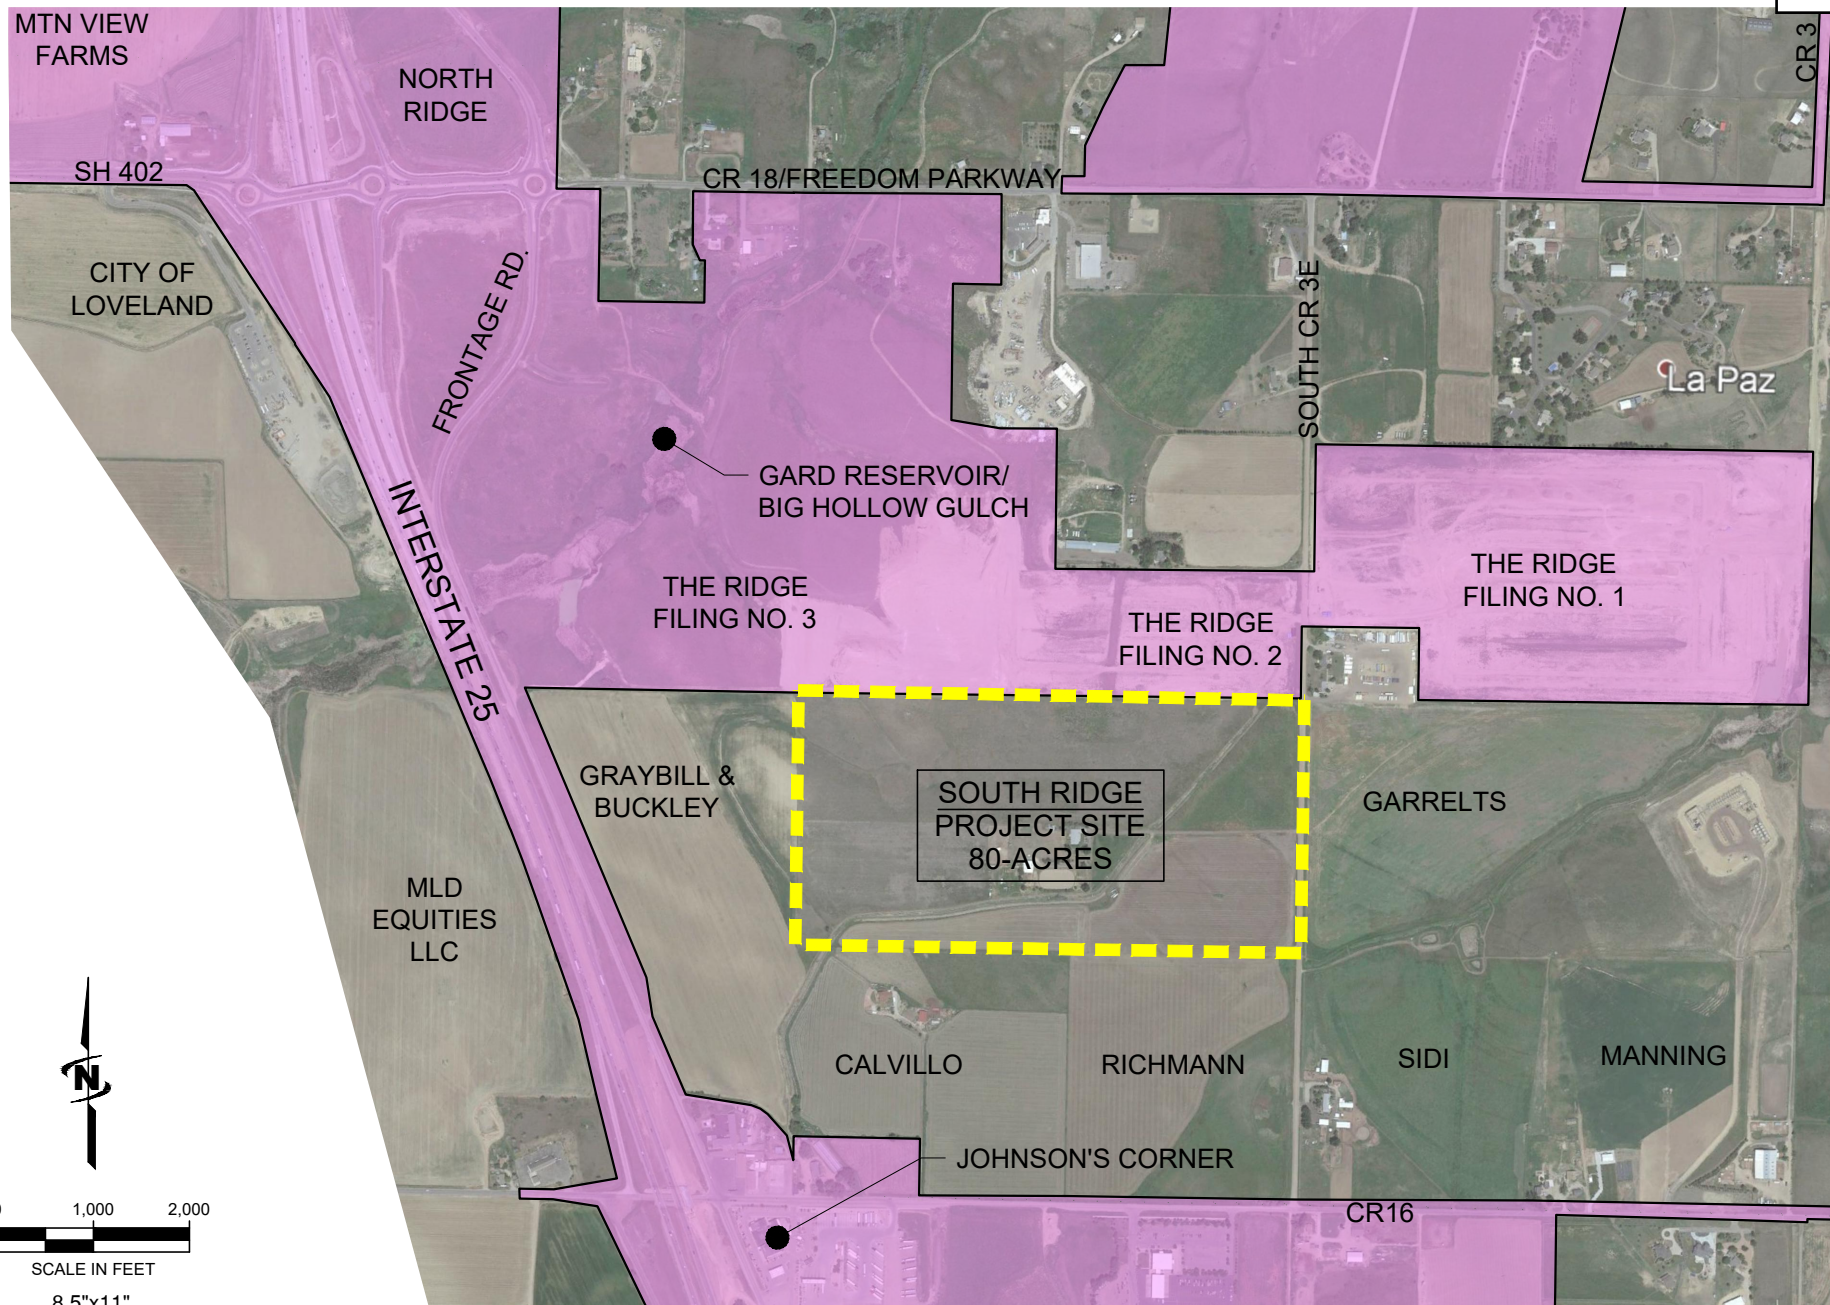 MTN VIEW
FARMS
NORTH
RIDGE
CR 3
SH 402
CR 18/FREEDOM PARKWAY
CITY OF
LOVELAND
FRONTAGE RD.
SOUTH CR 3E
La Paz
GARD RESERVOIR/
BIG HOLLOW GULCH
INTERSTATE 25
THE RIDGE
FILING NO. 3
THE RIDGE
FILING NO. 2
THE RIDGE
FILING NO. 1
GRAYBILL &
BUCKLEY
SOUTH RIDGE
PROJECT SITE
80-ACRES
GARRELTS
MLD
EQUITIES
LLC
N
CALVILLO
RICHMANN
SIDI
MANNING
JOHNSON'S CORNER
CR16
1,000
2,000
SCALE IN FEET
8.5"x11"